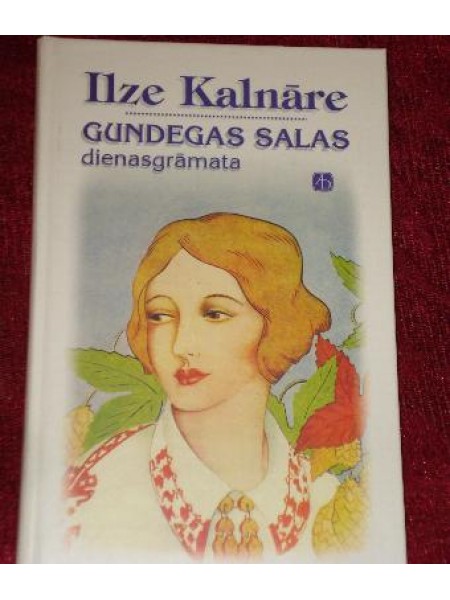 Ilze Kalnāre
GUNDEGAS SALAS
dienasgrāmata